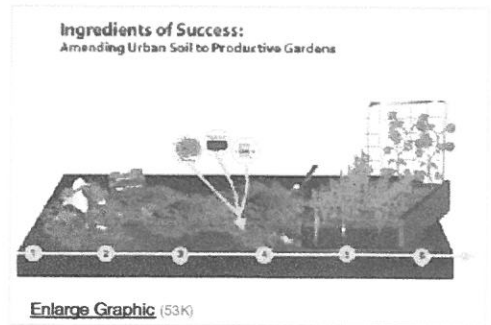 Ingredients of Success:
Amending Urban Soil to Productive Gardens
1
2
3
4
5
6
Enlarge Graphic (53K)